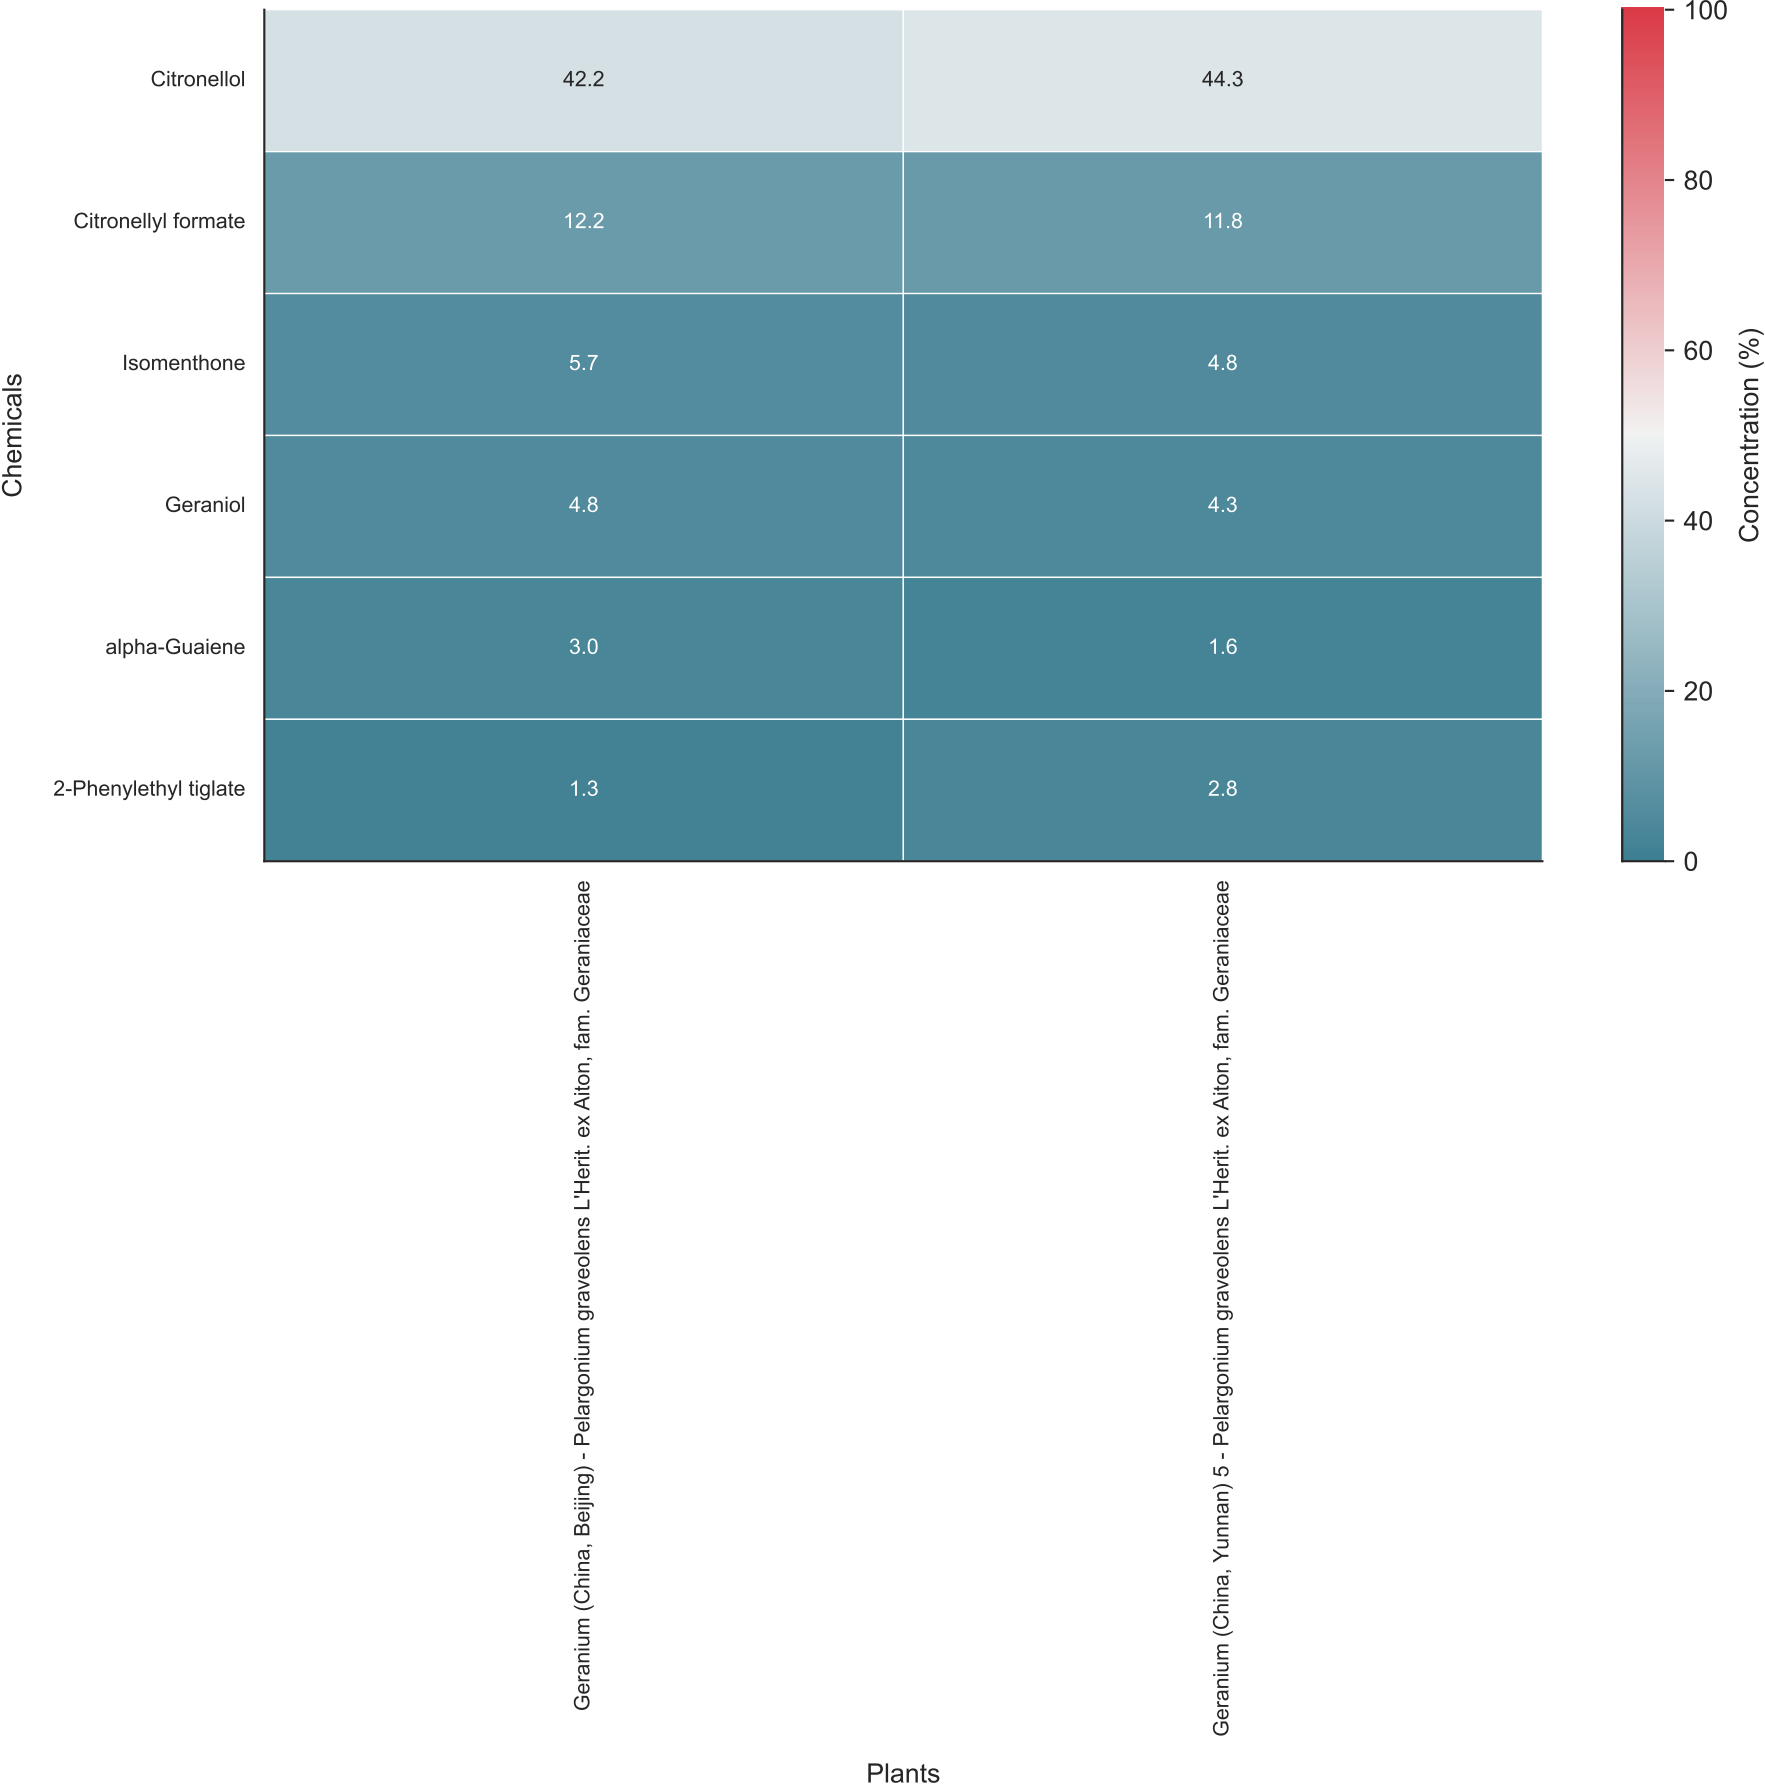 Chemicals
Citronellol
42.2
44.3
Citronellyl formate
12.2
11.8
Isomenthone
5.7
4.8
Geraniol
4.8
4.3
alpha-Guaiene
3.0
1.6
2-Phenylethyl tiglate
1.3
2.8
Geranium (China, Beijing) - Pelargonium graveolens L'Herit. ex Aiton, fam. Geraniaceae
Geranium (China, Yunnan) 5 - Pelargonium graveolens L'Herit. ex Aiton, fam. Geraniaceae
Plants
100
80
60
40
20
0
Concentration (%)